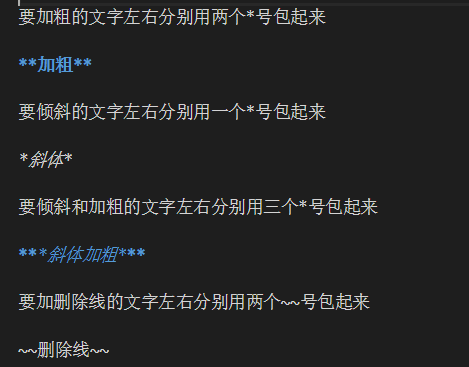 要加粗的文字左右分别用两个*号包起来
**加粗**
要倾斜的文字左右分别用一个*号包起来
*斜体*
要倾斜和加粗的文字左右分别用三个*号包起来
***斜体加粗***
要加删除线的文字左右分别用两个~~号包起来
~~删除线~~